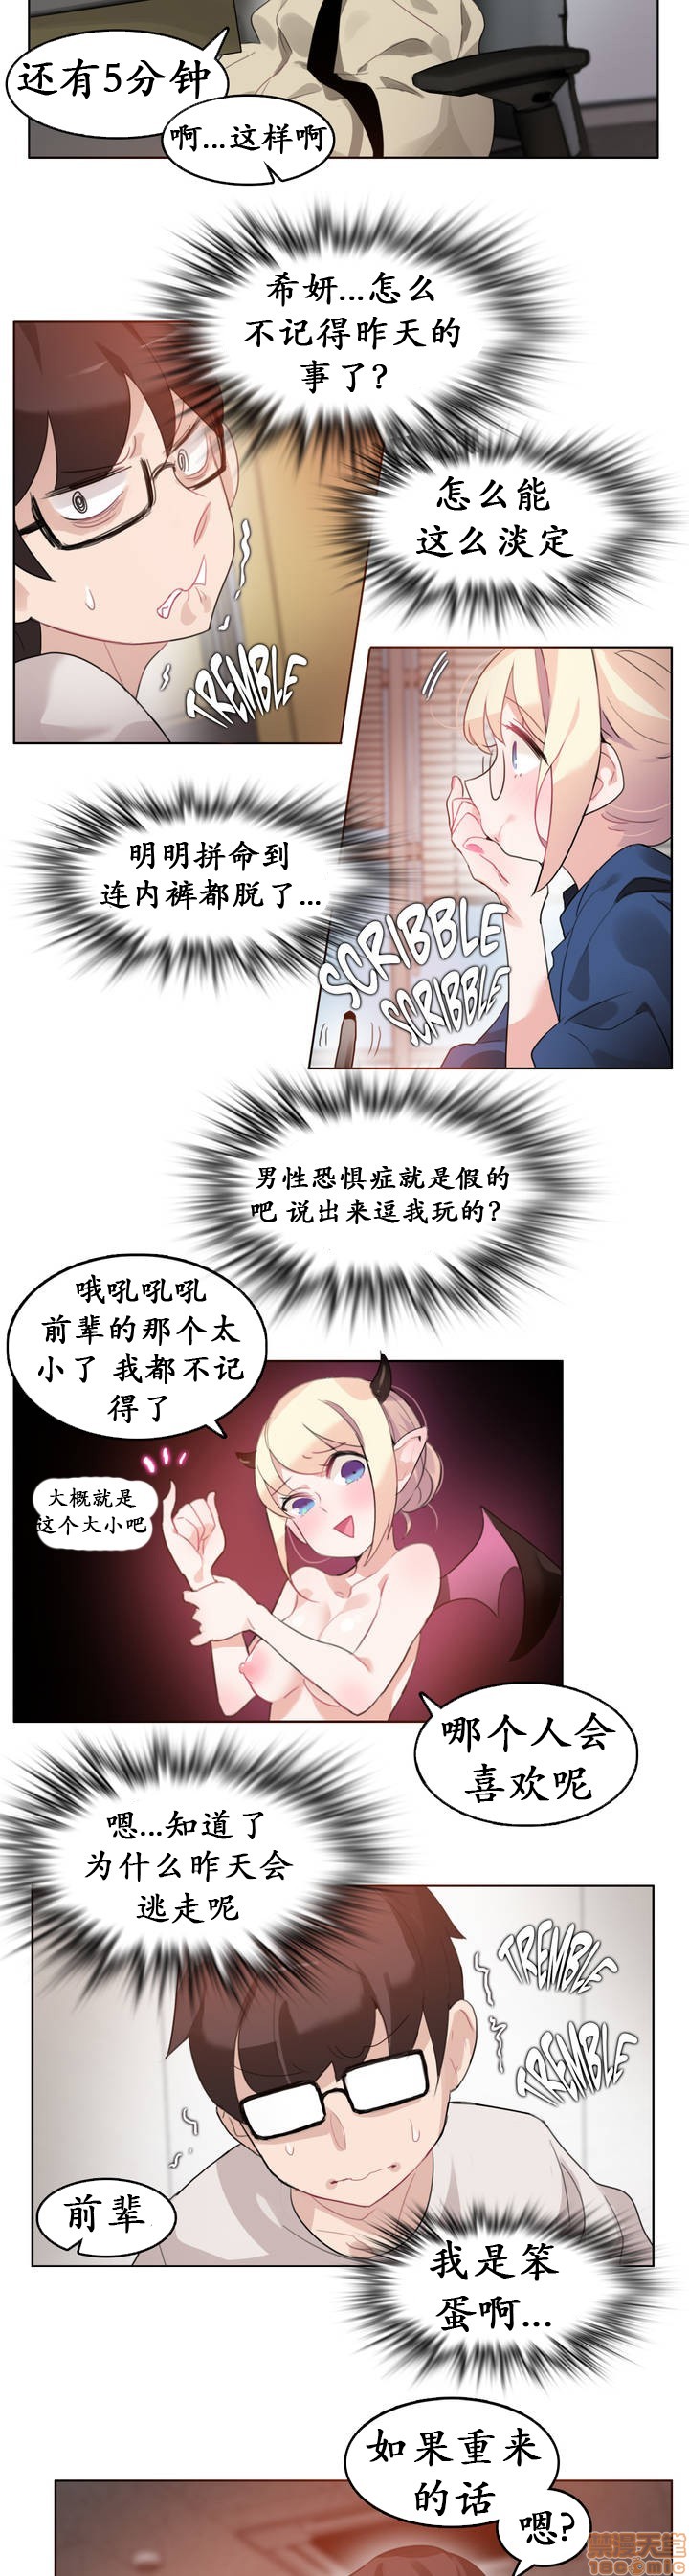 还有5分钟
啊...这样啊
希妍...怎么
不记得昨天的
事了?
怎么能
这么淡定
TREMBLE
明明拼命到
连内裤都脱了...
SCRIBBLE
SCRIBBLE
男性恐惧症就是假的
吧 说出来逗我玩的?
哦吼吼吼
前辈的那个太
小了 我都不记
得了
大概就是
这个大小吧
哪个人会
喜欢呢
嗯...知道了
为什么昨天会
逃走呢
TREMBLE
TREMBLE
前辈
我是笨
蛋啊...
如果重来
的话
嗯?
禁漫天堂
1008MIC